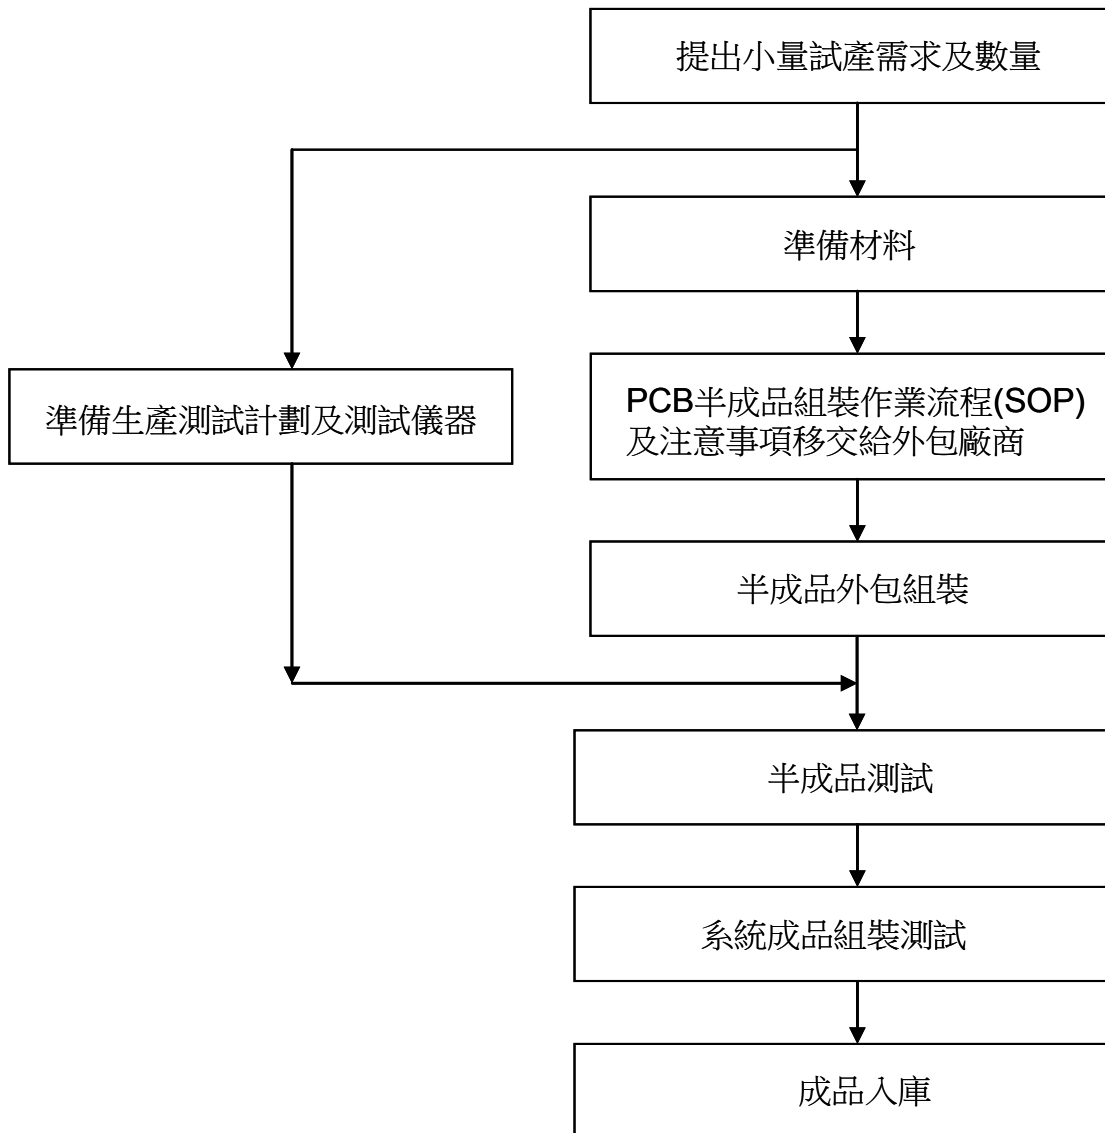 提出小量試產需求及數量
準備材料
準備生產測試計劃及測試儀器
PCB半成品組裝作業流程(SOP)
及注意事項移交給外包廠商
半成品外包組裝
半成品測試
系統成品組裝測試
成品入庫